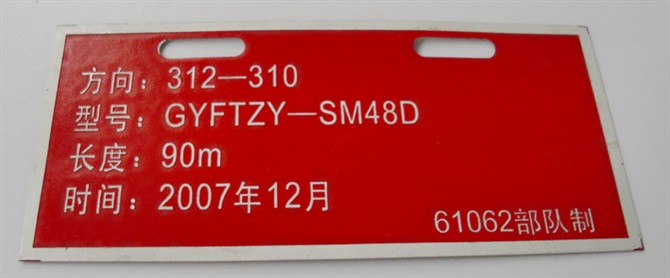 方向：312—310
型号：GYFTZY—SM48D
长度：90m
时间：2007年12月
61062部队制